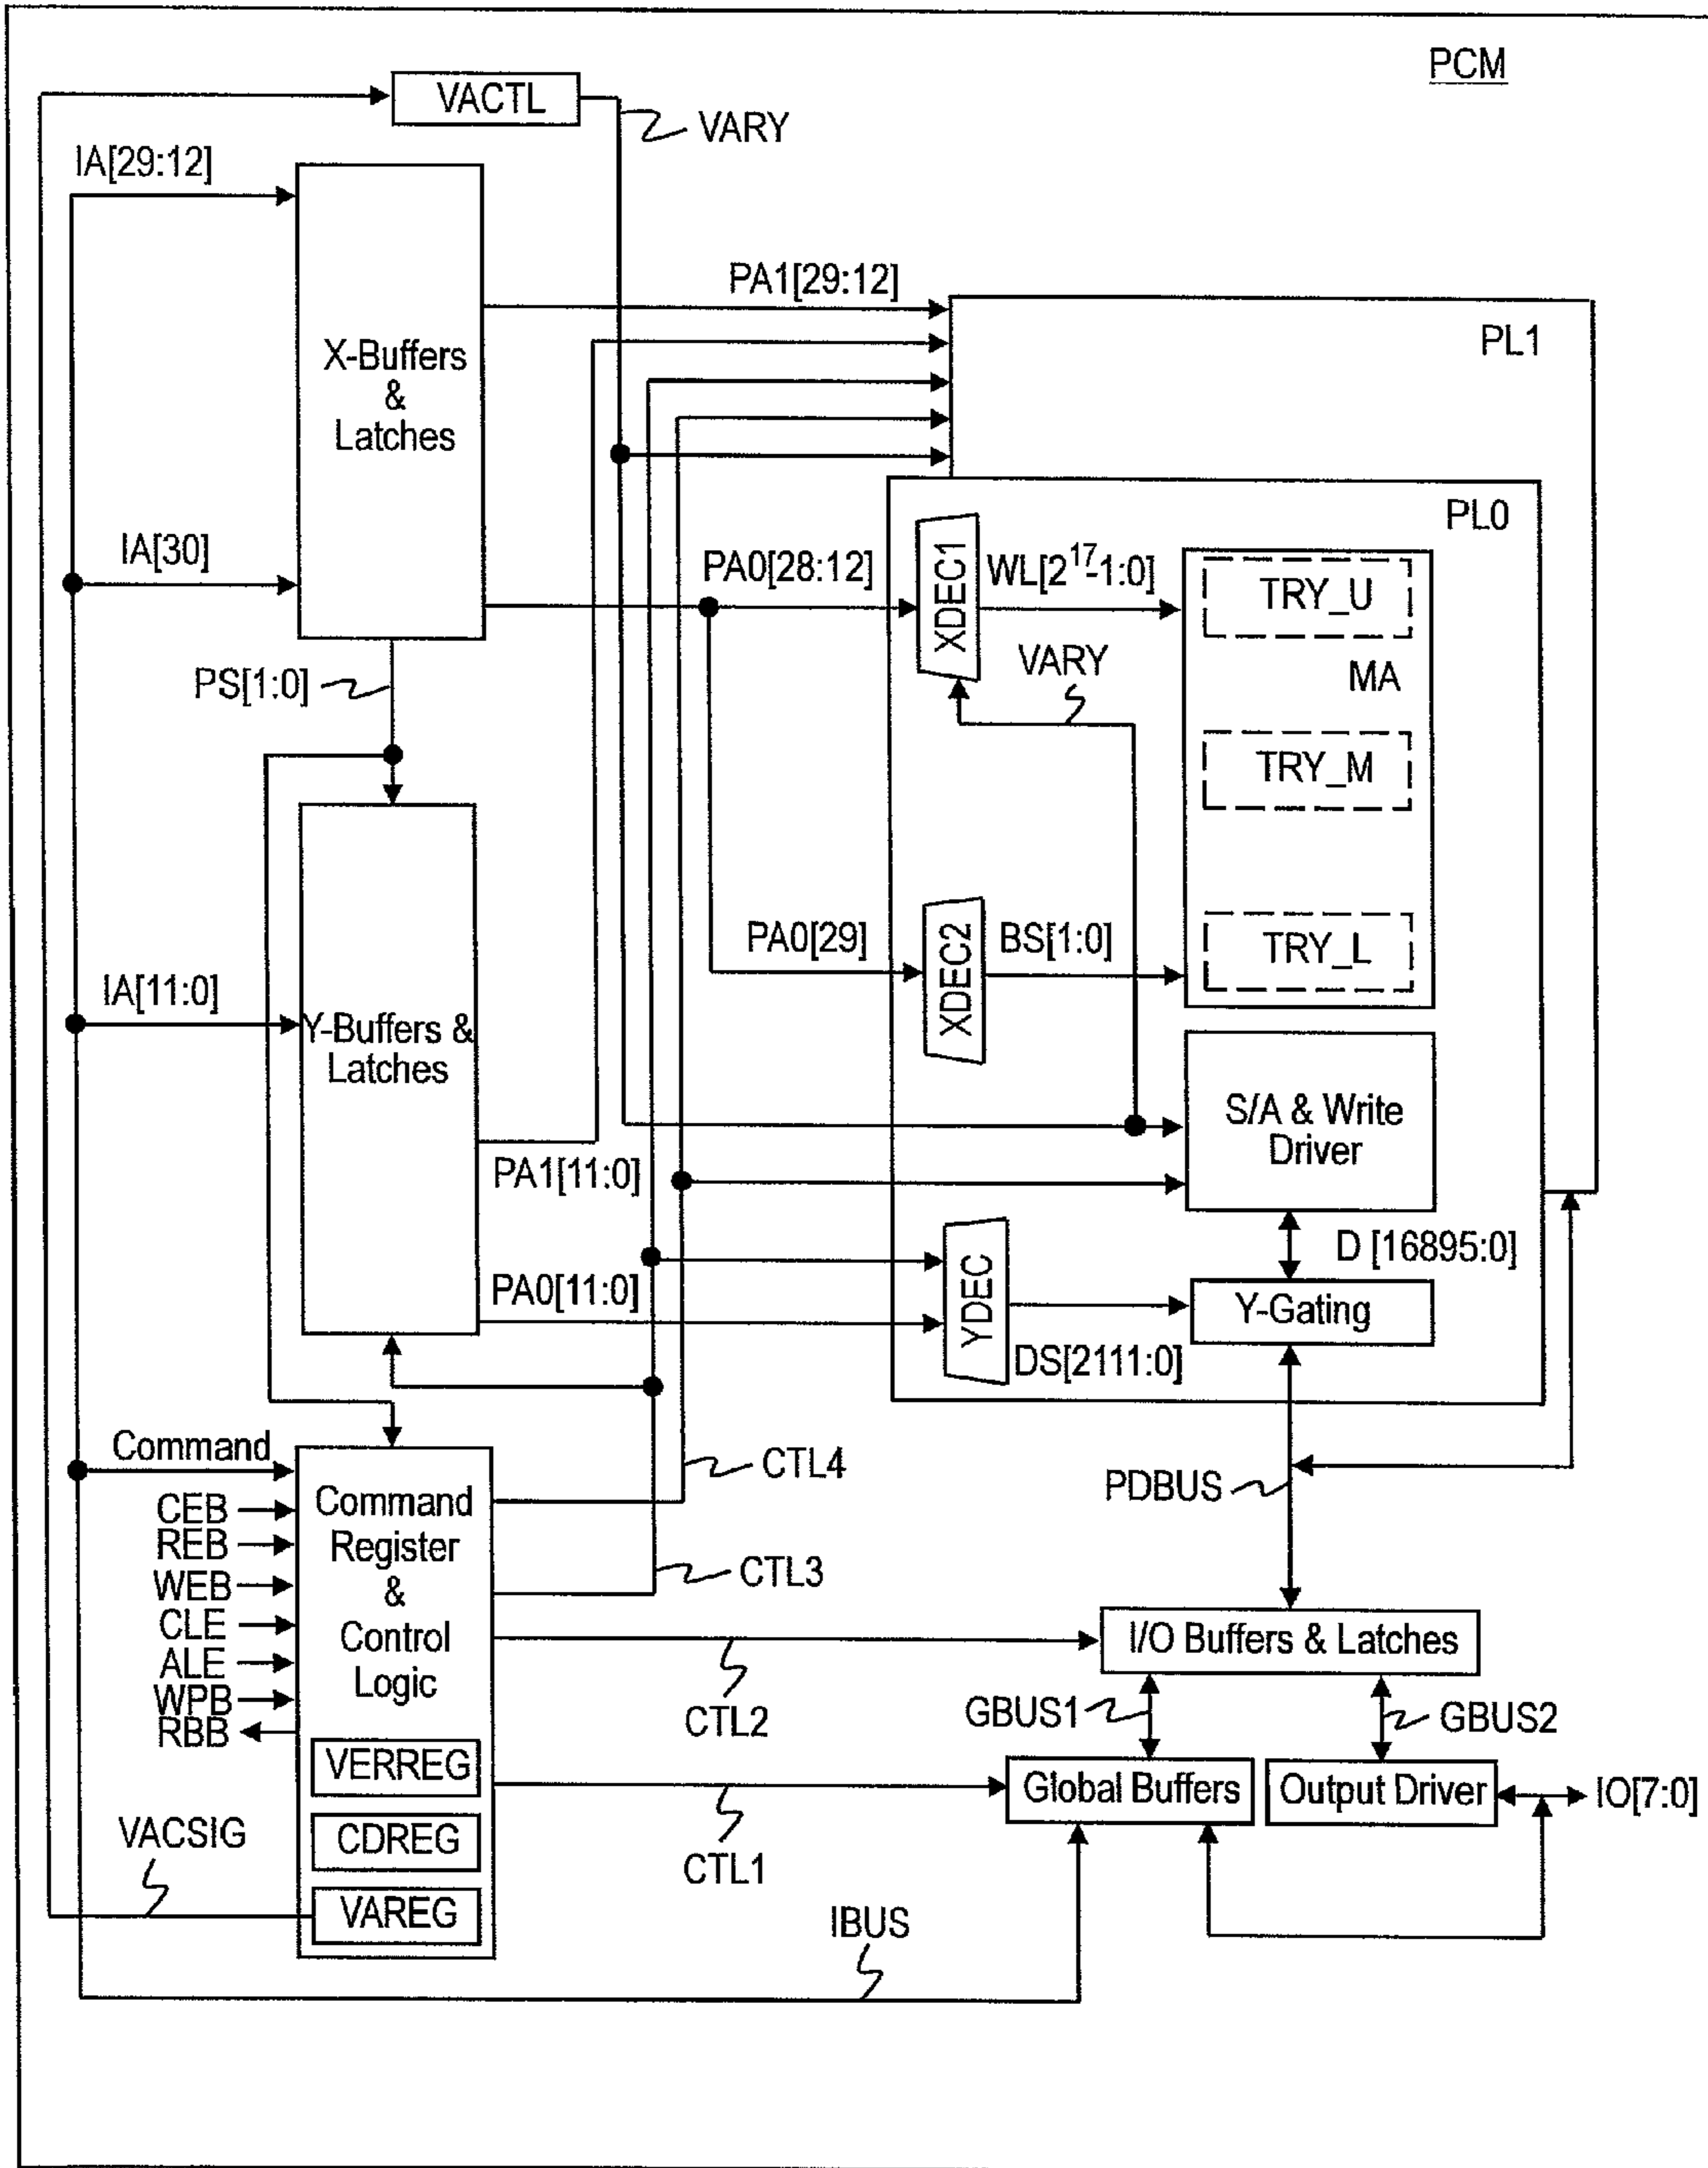 PCM
VACTL
VARY
IA[29:12]
X-Buffers
&
Latches
PA1[29:12]
PL1
PL0
IA[30]
PA0[28:12]
XDEC1
WL[2^17-1:0]
TRY_U
MA
VARY
TRY_M
PS[1:0]
PA0[29]
XDEC2
BS[1:0]
TRY_L
IA[11:0]
Y-Buffers &
Latches
S/A & Write
Driver
PA1[11:0]
D [16895:0]
PA0[11:0]
YDEC
Y-Gating
DS[2111:0]
Command
CEB
REB
WEB
CLE
ALE
WPB
RBB
Command
Register
&
Control
Logic
VERREG
CDREG
VAREG
CTL4
CTL3
CTL2
CTL1
PDBUS
I/O Buffers & Latches
GBUS1
GBUS2
Global Buffers
Output Driver
IO[7:0]
VACSIG
IBUS